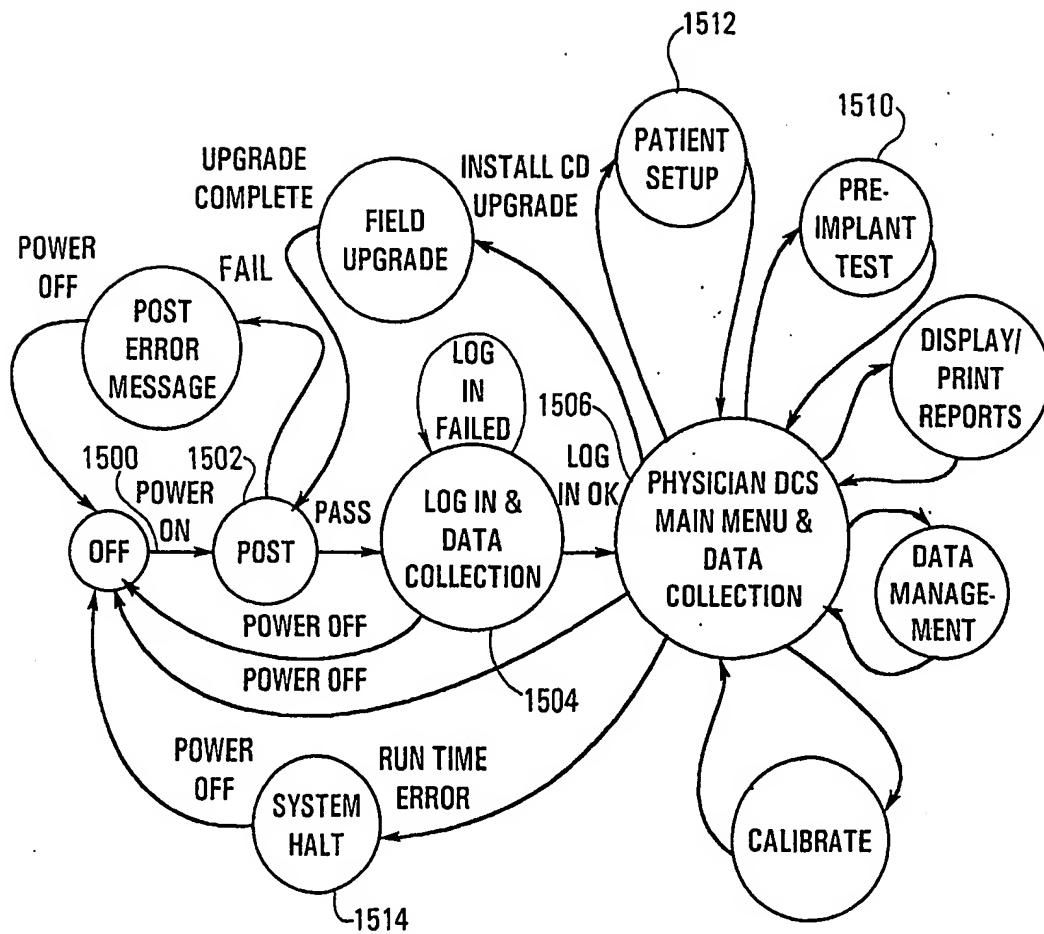 1512
1510
PATIENT
SETUP
PRE-
IMPLANT
TEST
UPGRADE
COMPLETE
INSTALL CD
UPGRADE
FIELD
UPGRADE
POWER
OFF
FAIL
POST
ERROR
MESSAGE
DISPLAY/
PRINT
REPORTS
LOG
IN
FAILED
1506
LOG
IN OK
1500
1502
POWER
ON
OFF
POST
PASS
LOG IN &
DATA
COLLECTION
PHYSICIAN DCS
MAIN MENU &
DATA
COLLECTION
DATA
MANAGE-
MENT
POWER OFF
POWER OFF
1504
POWER
OFF
RUN TIME
ERROR
SYSTEM
HALT
CALIBRATE
1514